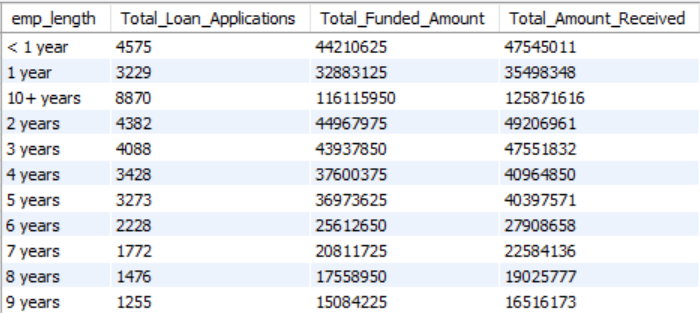 emp_length Total_Loan_Applications Total_Funded_Amount Total_Amount_Received
< 1 year 4575 44210625 47545011
1 year 3229 32883125 35498348
10+ years 8870 116115950 125871616
2 years 4382 44967975 49206961
3 years 4088 43937850 47551832
4 years 3428 37600375 40964850
5 years 3273 36973625 40397571
6 years 2228 25612650 27908658
7 years 1772 20811725 22584136
8 years 1476 17558950 19025777
9 years 1255 15084225 16516173